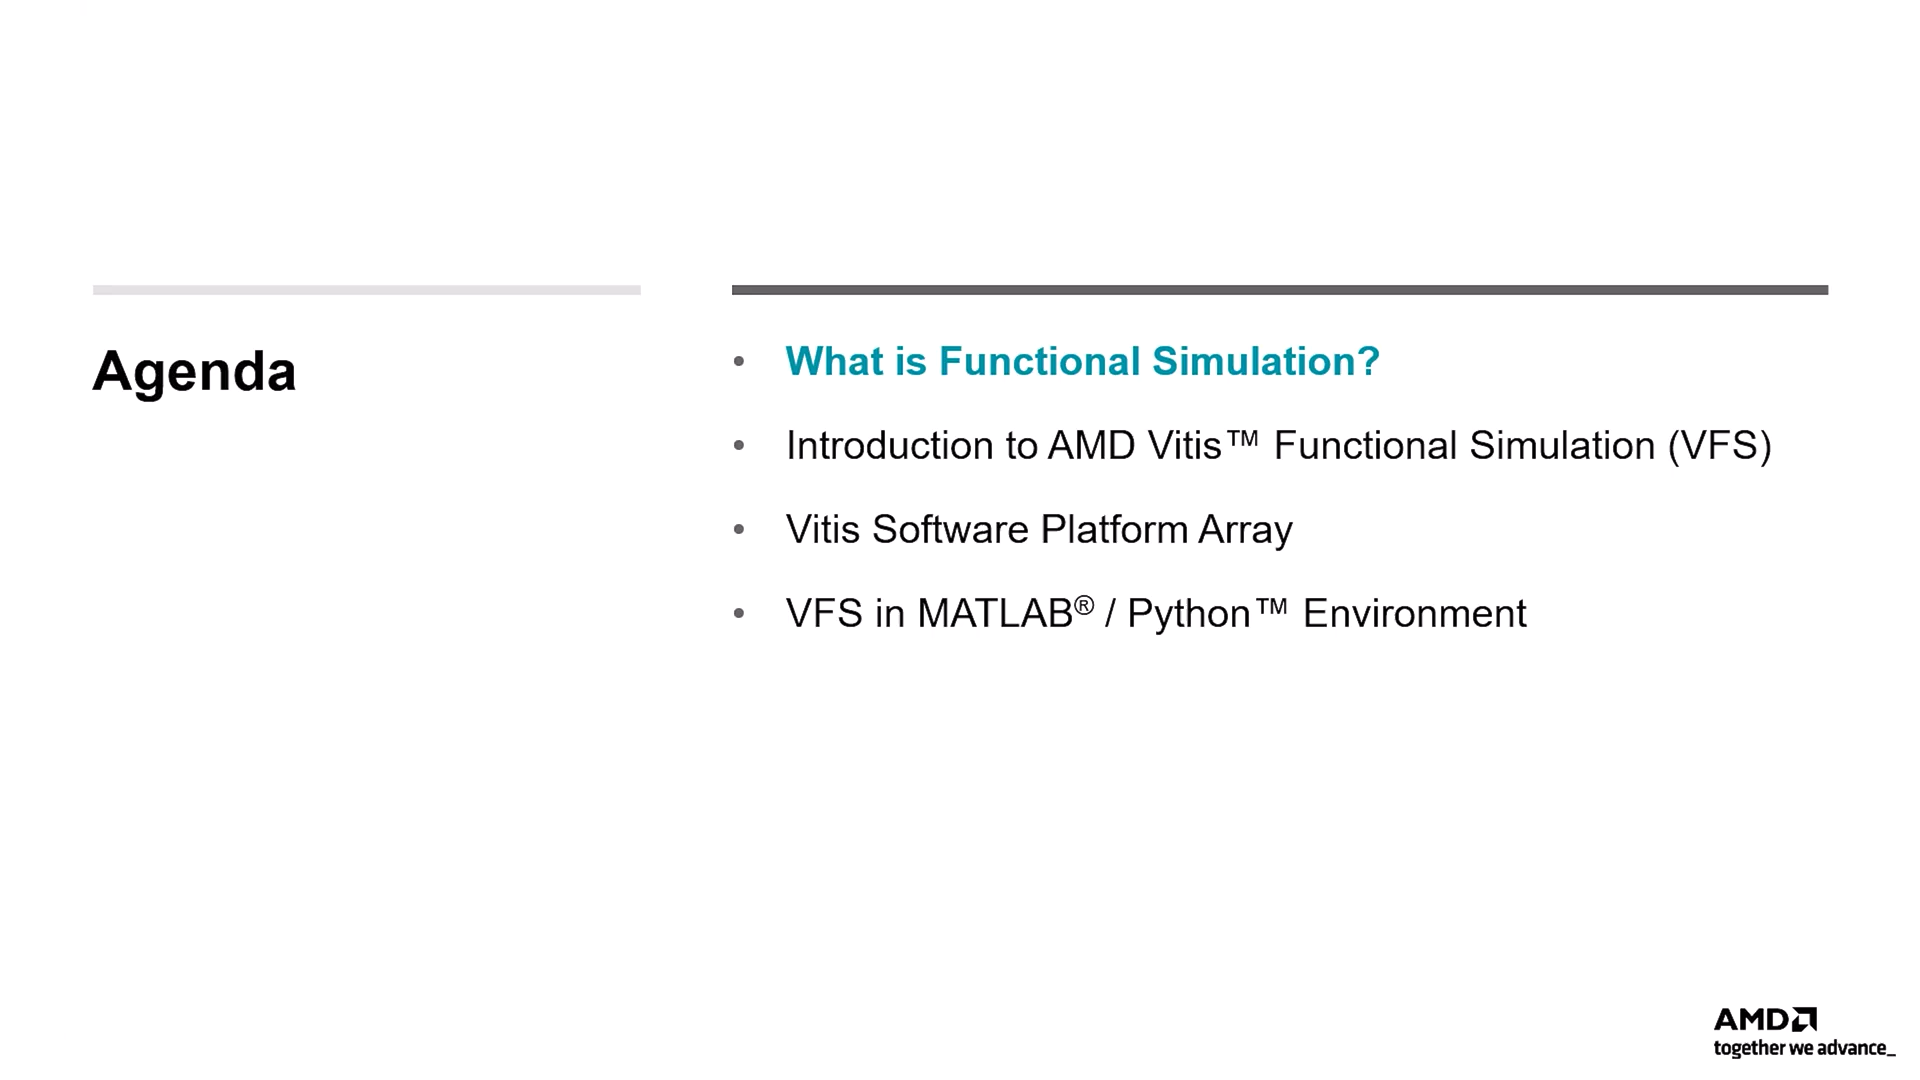 Agenda
• What is Functional Simulation?
• Introduction to AMD Vitis™ Functional Simulation (VFS)
• Vitis Software Platform Array
• VFS in MATLAB® / Python™ Environment
AMD
together we advance_